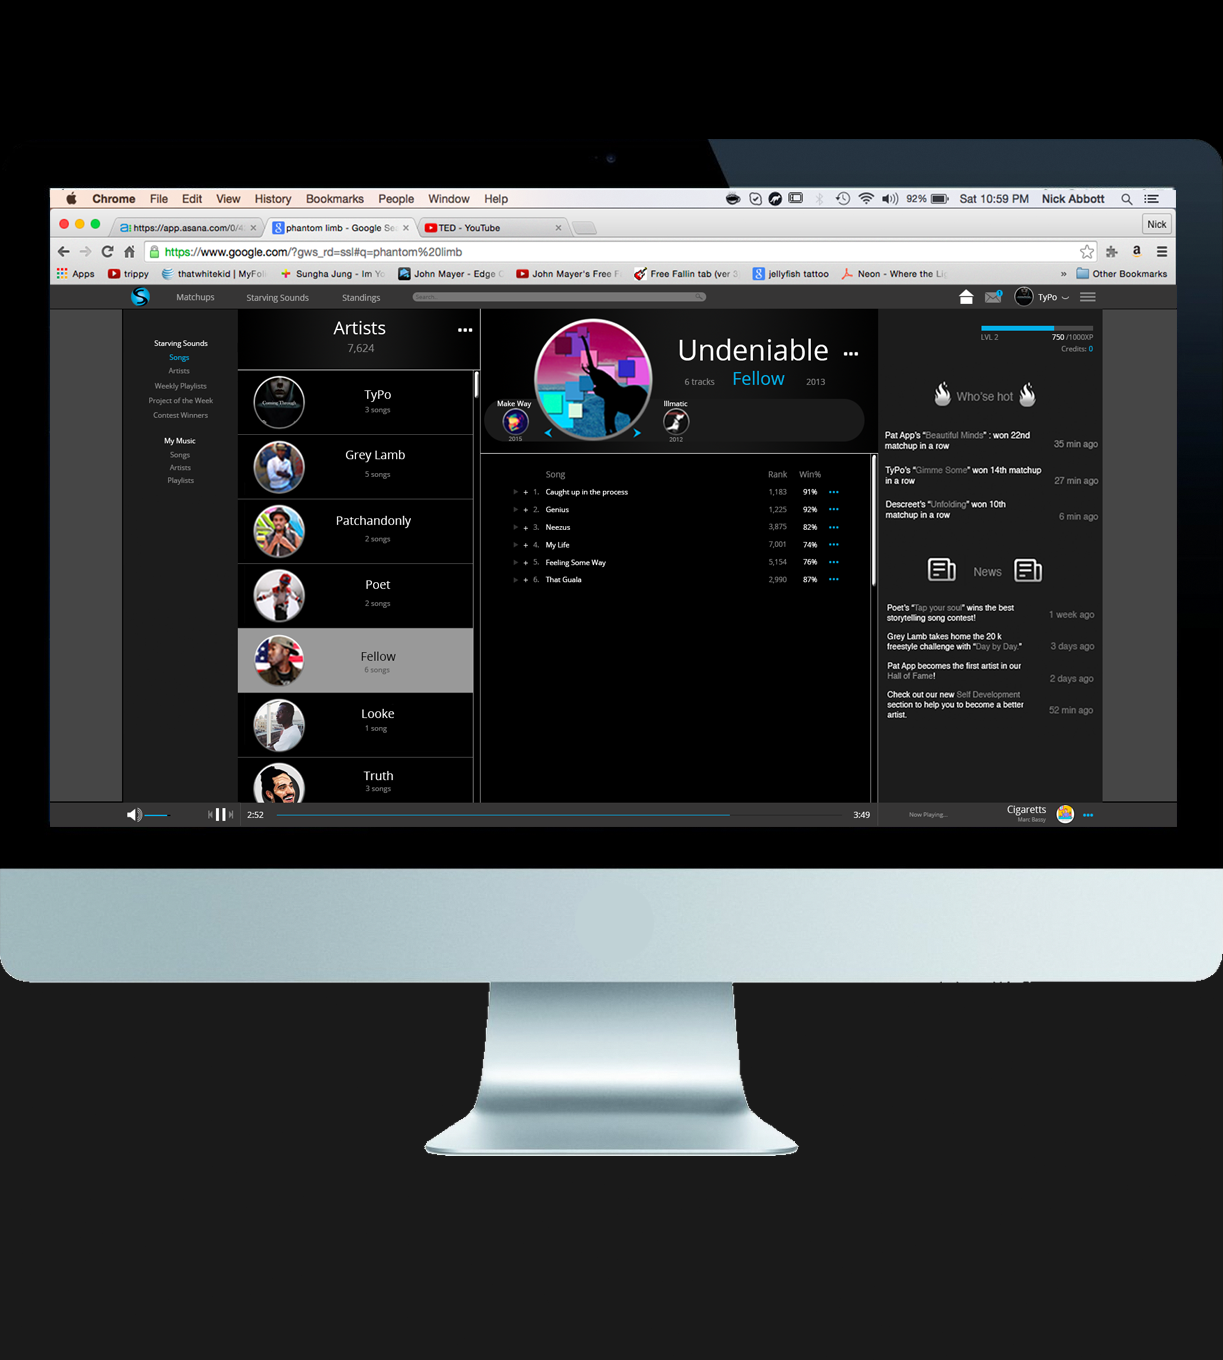 Chrome File Edit View History Bookmarks People Window Help 92% Sat 10:59 PM Nick Abbott
https://app.asana.com/0/4 phantom limb - Google Se TED - YouTube Nick
https://www.google.com/?gws_rd=ssl#q=phantom%20limb
Apps trippy thatwhitekid | MyFol Sungha Jung - Im Yo John Mayer - Edge John Mayer's Free F Free Fallin tab (ver 3 jellyfish tattoo Neon - Where the Lig » Other Bookmarks
Matchups Starving Sounds Standings Search... TyPo
Starving Sounds
Songs
Artists
Weekly Playlists
Project of the Week
Contest Winners
My Music
Songs
Artists
Playlists
Artists
7,624
TyPo
3 songs
Grey Lamb
5 songs
Patchandonly
2 songs
Poet
2 songs
Fellow
6 songs
Looke
1 song
Truth
3 songs
Undeniable
6 tracks Fellow 2013
Make Way
2015
Illmatic
2012
Song Rank Win%
+ 1. Caught up in the process 1,183 91%
+ 2. Genius 1,225 92%
+ 3. Neezus 3,875 82%
+ 4. My Life 7,001 74%
+ 5. Feeling Some Way 5,154 76%
+ 6. That Guala 2,990 87%
LVL 2 750 /1000XP
Credits: 0
Who'se hot
Pat App's "Beautiful Minds" : won 22nd
matchup in a row
35 min ago
TyPo's "Gimme Some" won 14th matchup
in a row
27 min ago
Descreet's "Unfolding" won 10th
matchup in a row
6 min ago
News
Poet's "Tap your soul" wins the best
storytelling song contest!
1 week ago
Grey Lamb takes home the 20 k
freestyle challenge with "Day by Day."
3 days ago
Pat App becomes the first artist in our
Hall of Fame!
2 days ago
Check out our new Self Development
section to help you to become a better
artist.
52 min ago
2:52 3:49 Now Playing... Cigaretts
Marc Bassy